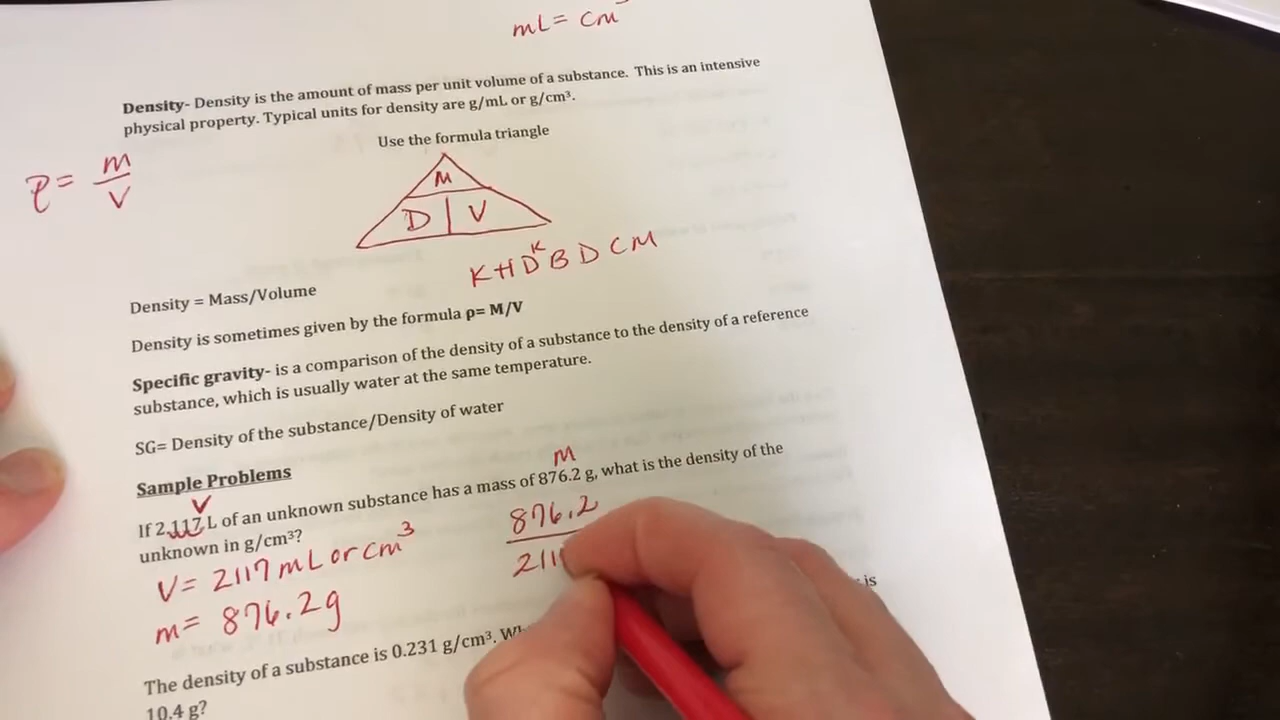 mL = cm³
Density- Density is the amount of mass per unit volume of a substance. This is an intensive
physical property. Typical units for density are g/mL or g/cm³.
Use the formula triangle
ρ = m
V
M
D V
K H D K B D C M
Density = Mass/Volume
Density is sometimes given by the formula ρ= M/V
Specific gravity- is a comparison of the density of a substance to the density of a reference
substance, which is usually water at the same temperature.
SG= Density of the substance/Density of water
Sample Problems
V M
If 2.117 L of an unknown substance has a mass of 876.2 g, what is the density of the
unknown in g/cm³?
876.2
211
V = 2117 mL or cm³
m = 876.2g
The density of a substance is 0.231 g/cm³. is
10.4 g?